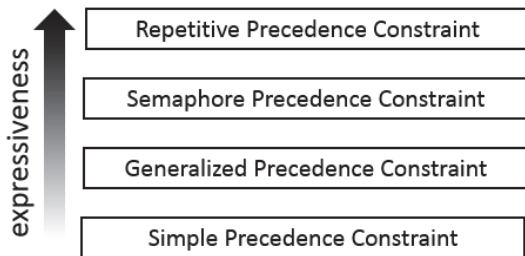 expressiveness
Repetitive Precedence Constraint
Semaphore Precedence Constraint
Generalized Precedence Constraint
Simple Precedence Constraint